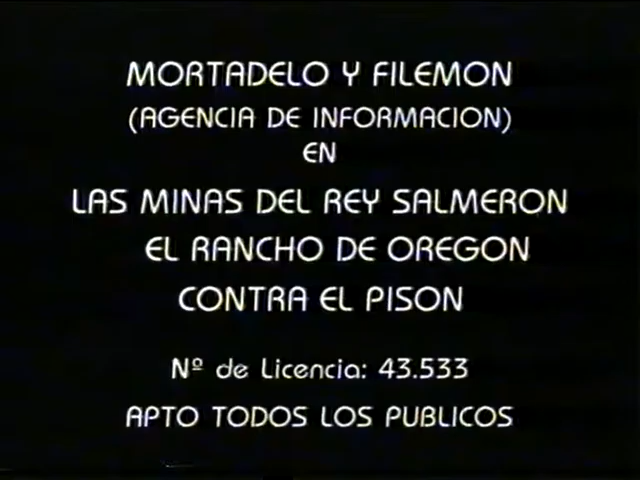 MORTADELO Y FILEMON
(AGENCIA DE INFORMACION)
EN
LAS MINAS DEL REY SALMERON
EL RANCHO DE OREGON
CONTRA EL PISON
Nº de Licencia: 43.533
APTO TODOS LOS PUBLICOS